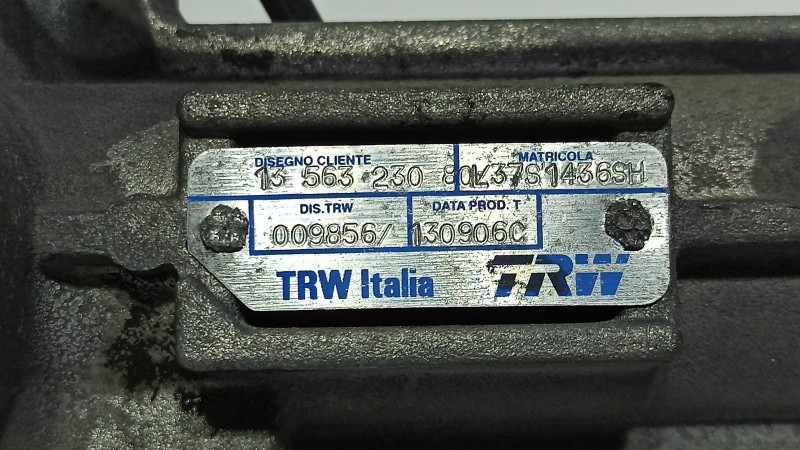 DISEGNO CLIENTE MATRICOLA
13 563 230 80 L37S1436SH
DIS.TRW DATA PROD. T
009856/ 130906C
TRW Italia TRW